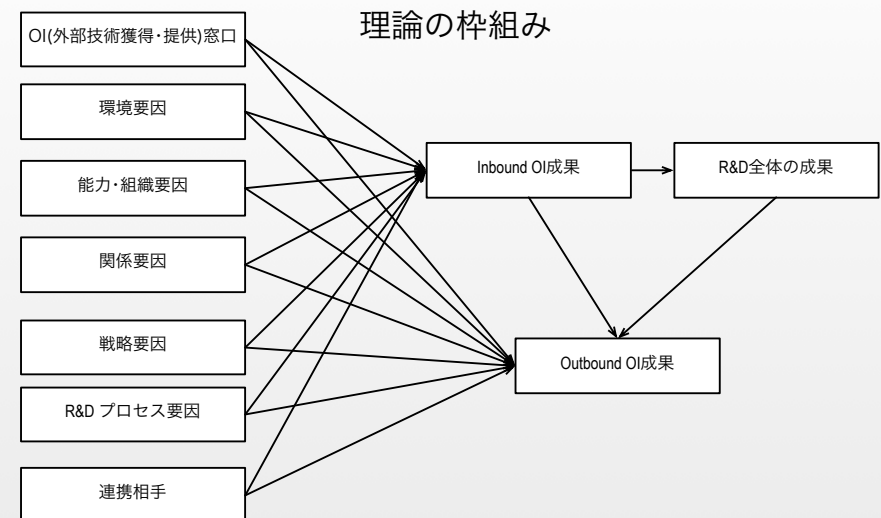 理論の枠組み
OI(外部技術獲得・提供)窓口
環境要因
能力・組織要因
関係要因
戦略要因
R&D プロセス要因
連携相手
Inbound OI成果
R&D全体の成果
Outbound OI成果